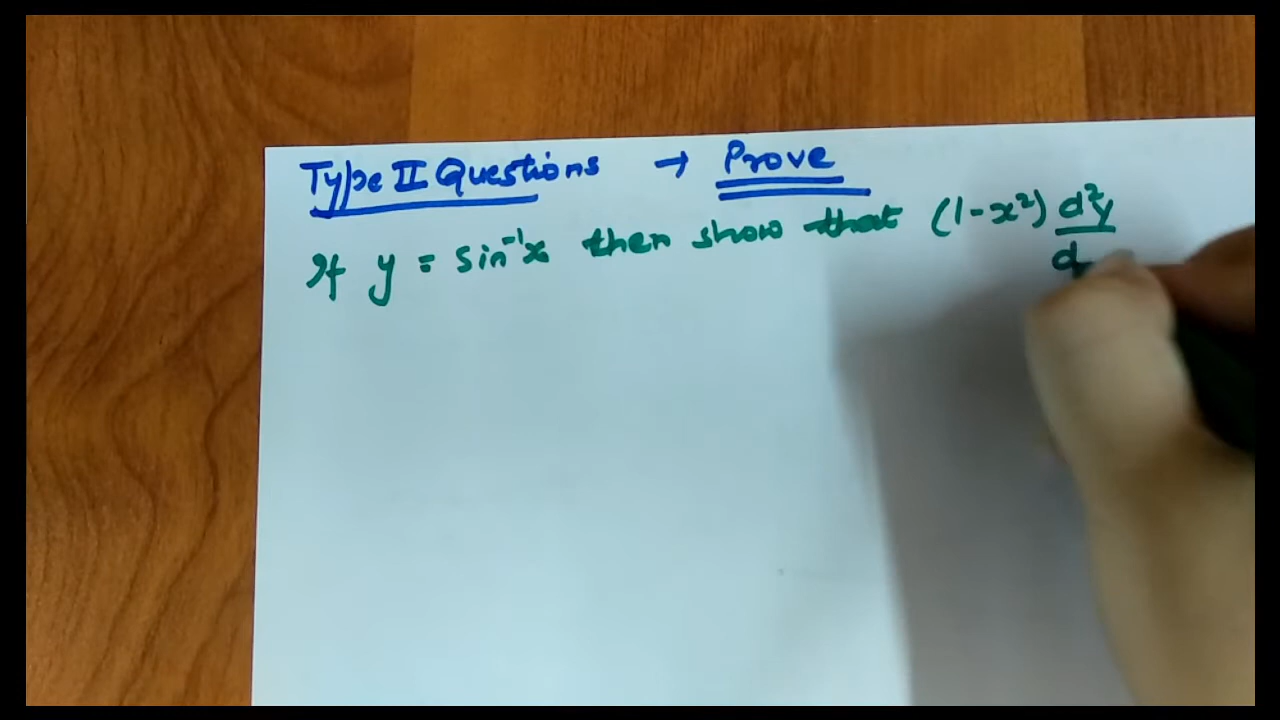 Type II Questions → Prove
If y = sin⁻¹x then show that (1-x²) d²y/d